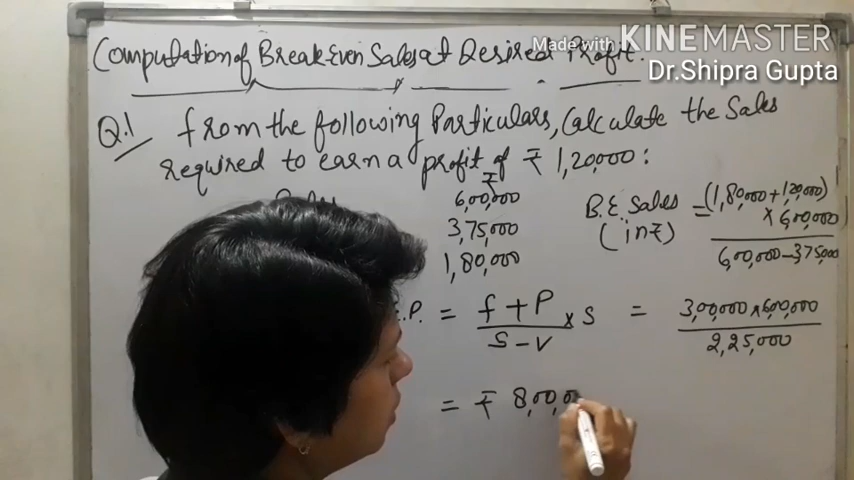 Computation of Break-Even Sales at Desired Profit.
Made with KINEMASTER
Dr.Shipra Gupta
Q.1 From the following Particulars, Calculate the Sales
required to earn a profit of ₹ 1,20,000:
₹
6,00,000
3,75,000
1,80,000
B.E. Sales = (1,80,000 + 1,20,000)
(in ₹) × 6,00,000
6,00,000 - 3,75,000
E.P. = F + P × S = 3,00,000 × 6,00,000
S - V 2,25,000
= ₹ 8,00,0